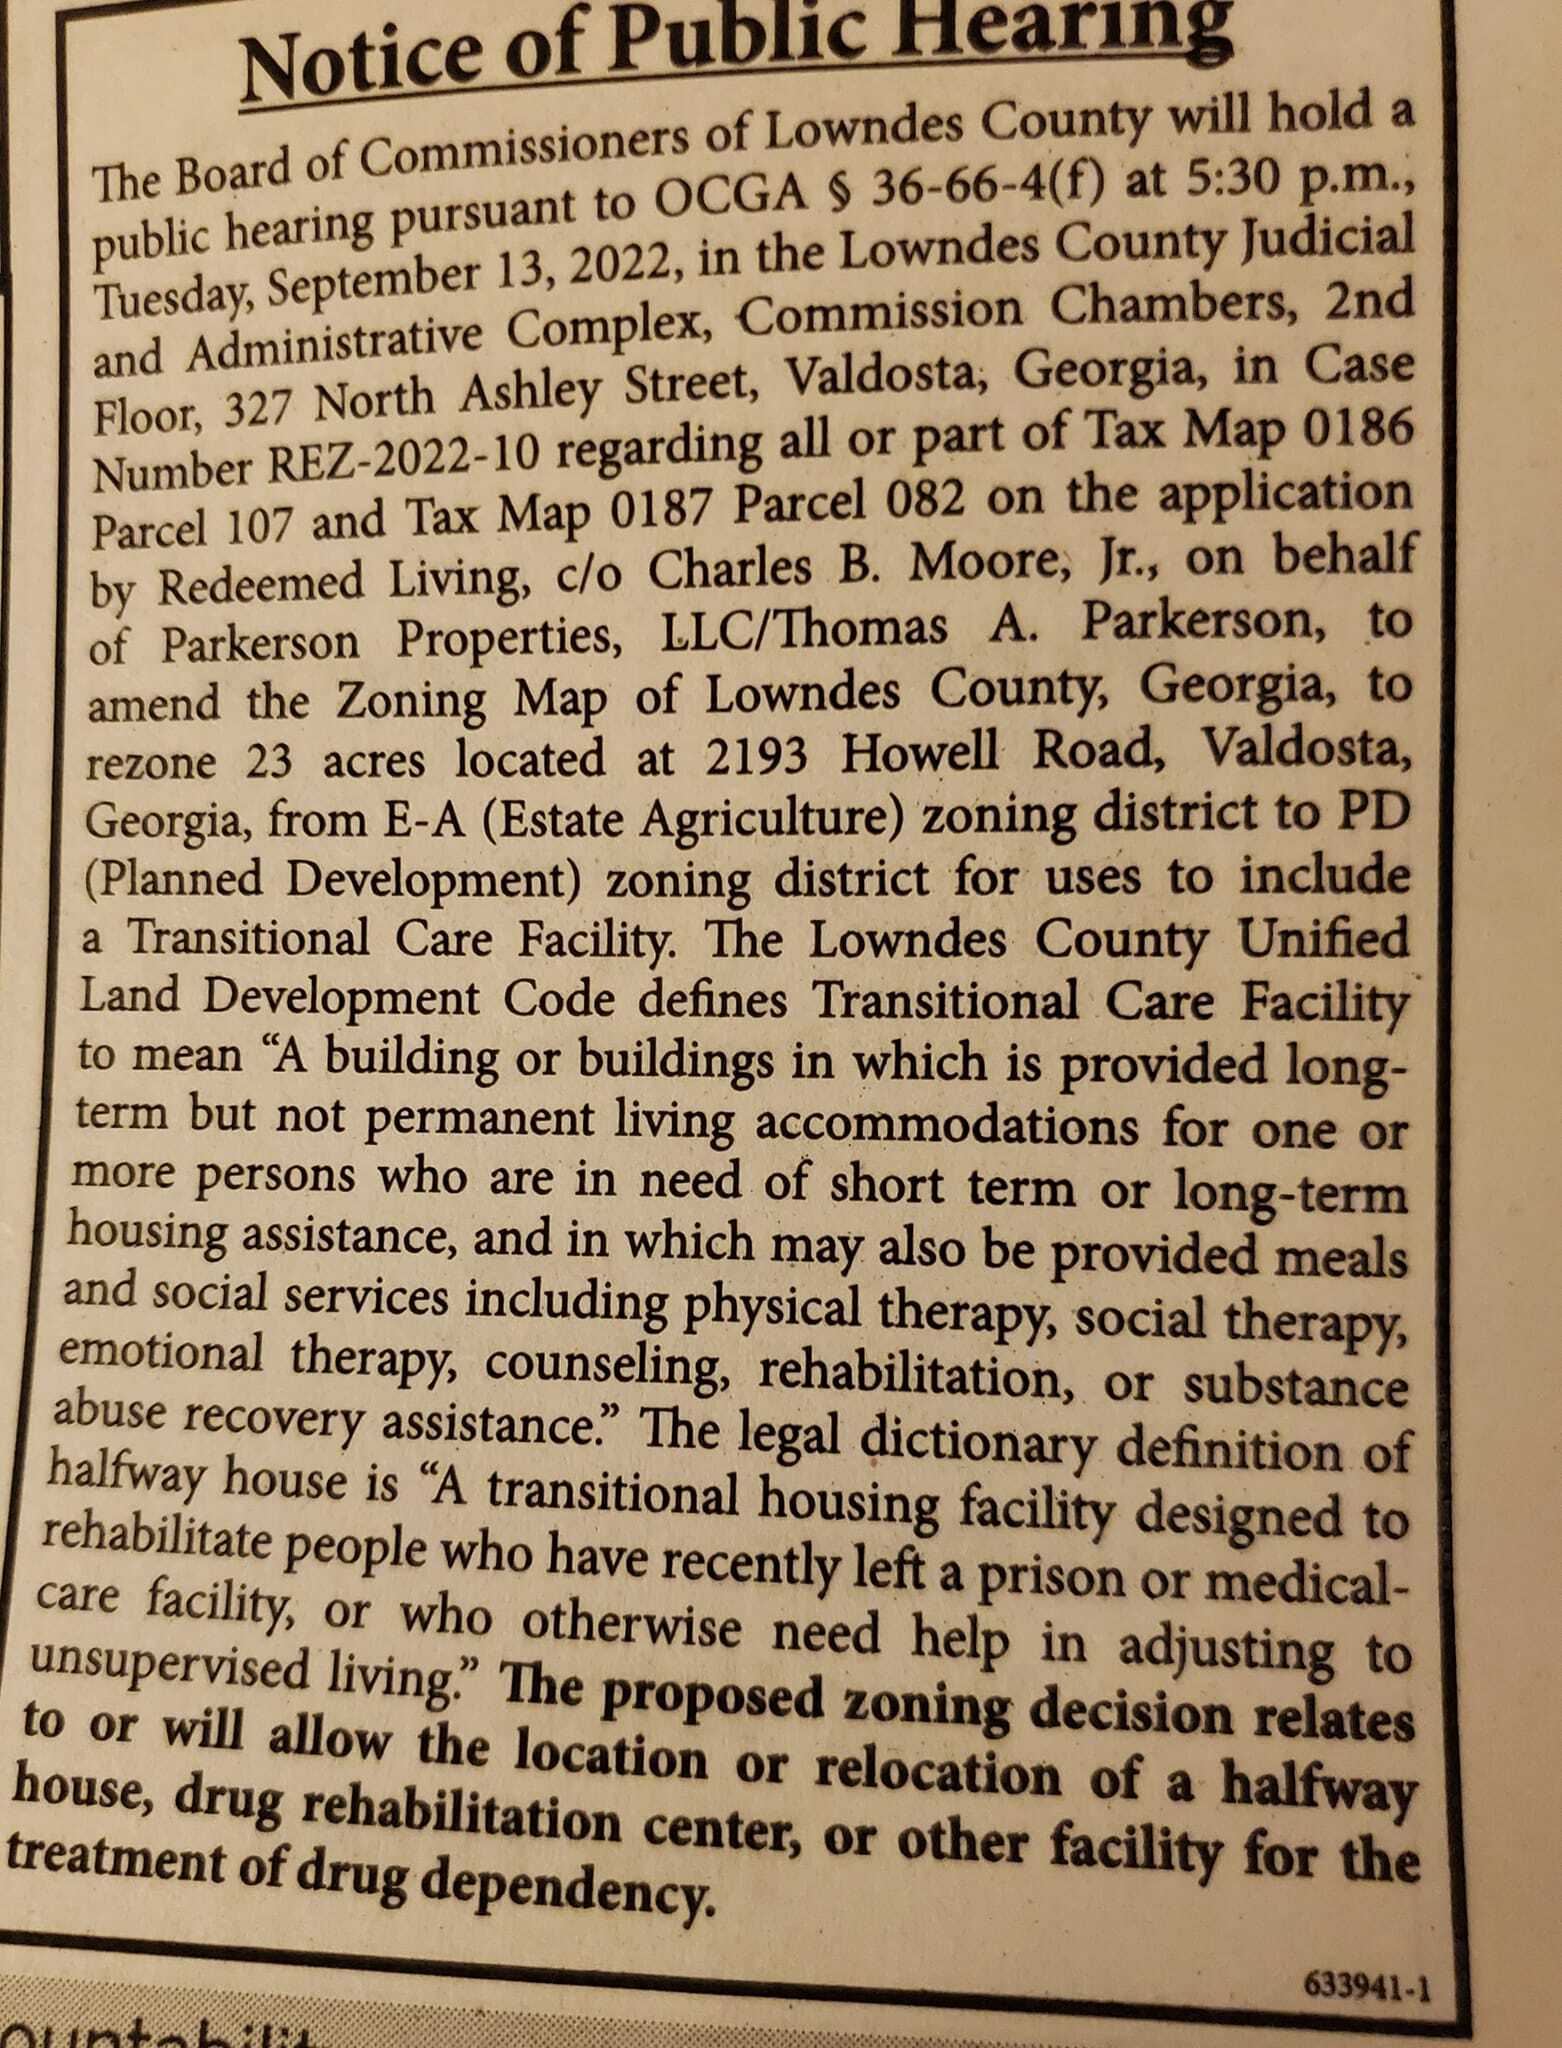 Notice of Public Hearing
The Board of Commissioners of Lowndes County will hold a
public hearing pursuant to OCGA § 36-66-4(f) at 5:30 p.m.,
Tuesday, September 13, 2022, in the Lowndes County Judicial
and Administrative Complex, Commission Chambers, 2nd
Floor, 327 North Ashley Street, Valdosta, Georgia, in Case
Number REZ-2022-10 regarding all or part of Tax Map 0186
Parcel 107 and Tax Map 0187 Parcel 082 on the application
by Redeemed Living, c/o Charles B. Moore, Jr., on behalf
of Parkerson Properties, LLC/Thomas A. Parkerson, to
amend the Zoning Map of Lowndes County, Georgia, to
rezone 23 acres located at 2193 Howell Road, Valdosta,
Georgia, from E-A (Estate Agriculture) zoning district to PD
(Planned Development) zoning district for uses to include
a Transitional Care Facility. The Lowndes County Unified
Land Development Code defines Transitional Care Facility
to mean “A building or buildings in which is provided long-
term but not permanent living accommodations for one or
more persons who are in need of short term or long-term
housing assistance, and in which may also be provided meals
and social services including physical therapy, social therapy,
emotional therapy, counseling, rehabilitation, or substance
abuse recovery assistance.” The legal dictionary definition of
halfway house is “A transitional housing facility designed to
rehabilitate people who have recently left a prison or medical-
care facility, or who otherwise need help in adjusting to
unsupervised living.” The proposed zoning decision relates
to or will allow the location or relocation of a halfway
house, drug rehabilitation center, or other facility for the
treatment of drug dependency.
633941-1